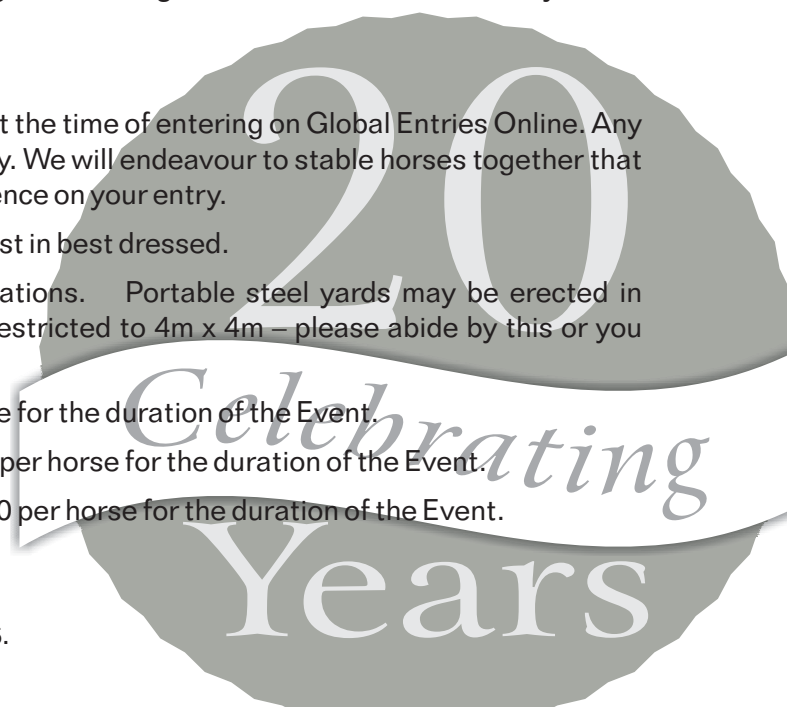 20
t the time of entering on Global Entries Online. Any
y. We will endeavour to stable horses together that
ence on your entry.
st in best dressed.
ations. Portable steel yards may be erected in
estricted to 4m x 4m – please abide by this or you
Celebrating
e for the duration of the Event.
per horse for the duration of the Event.
0 per horse for the duration of the Event.
Years